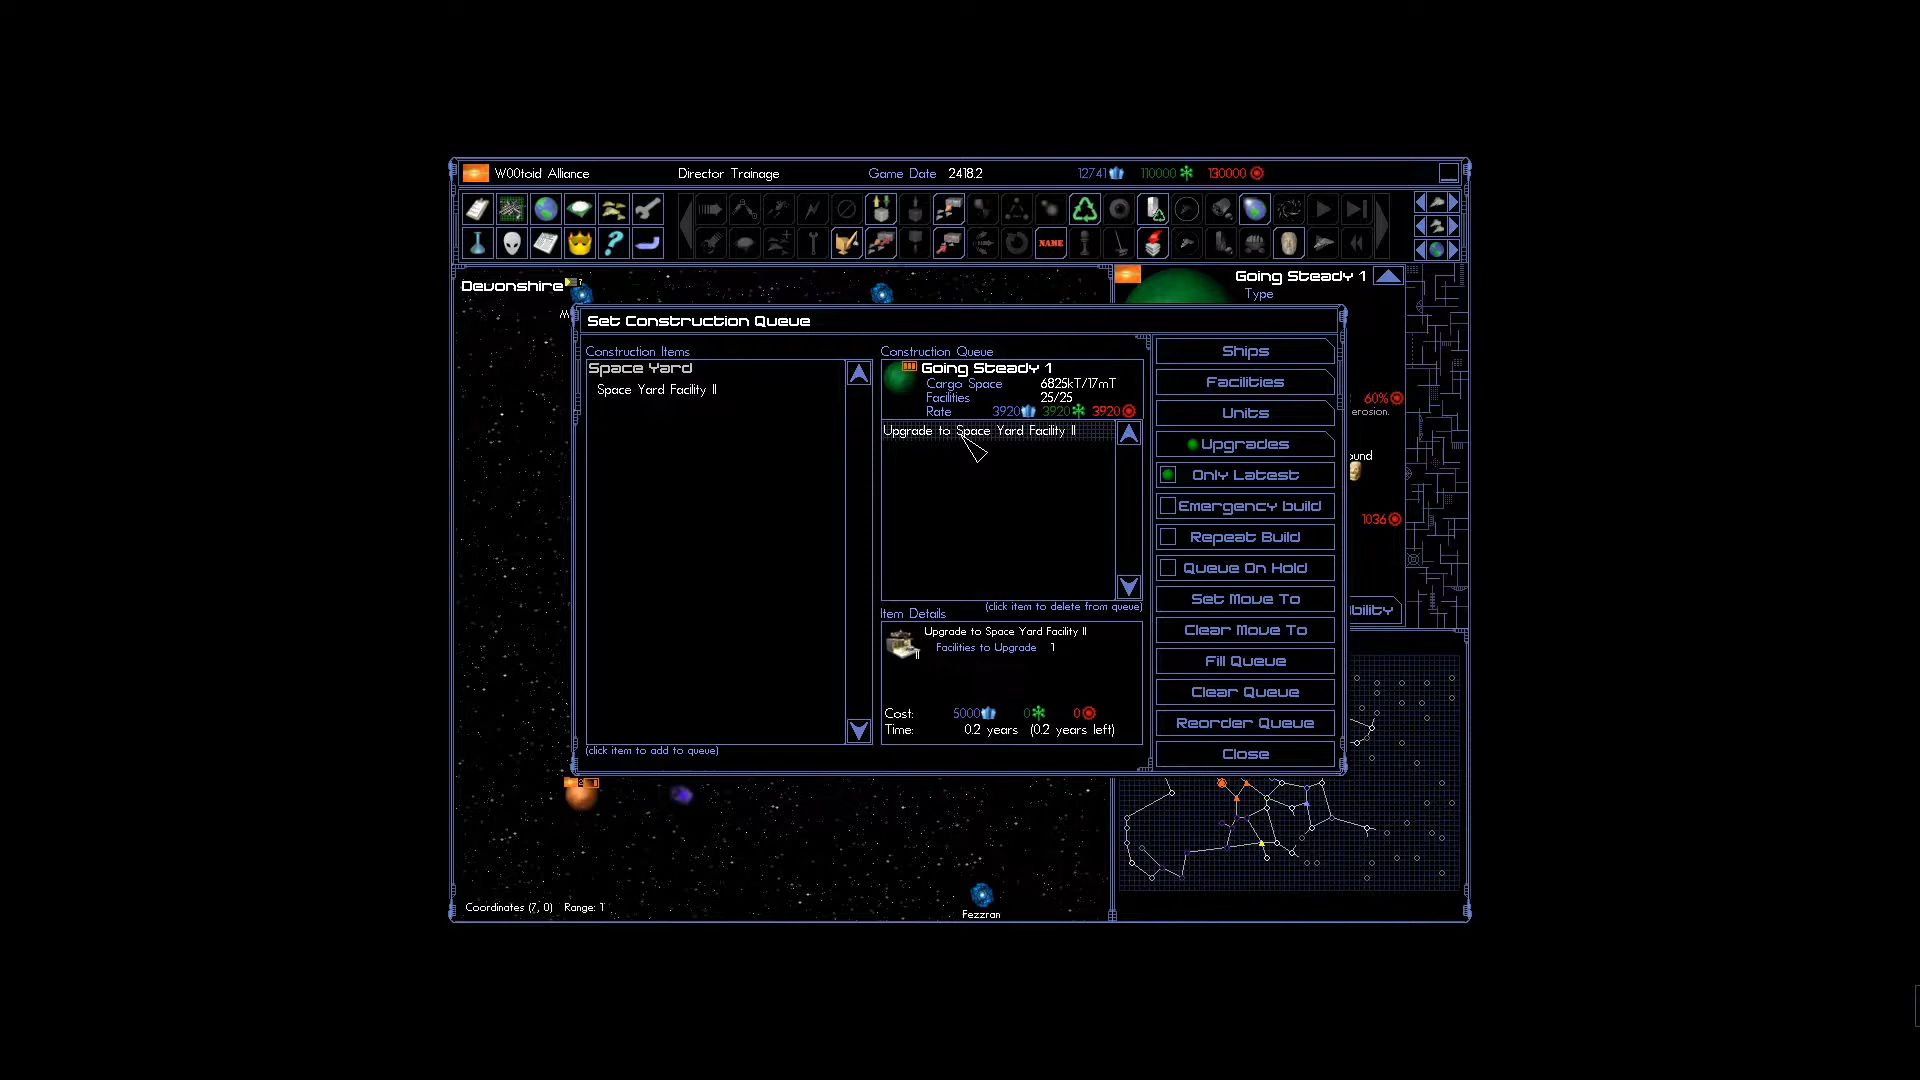 W00toid Alliance Director Trainage Game Date 2418.2 12741 110000 130000
NAME
Devonshire 7
Going Steady 1
Type
Set Construction Queue
Construction Items
Space Yard
Space Yard Facility II
(click item to add to queue)
Construction Queue
Going Steady 1
Cargo Space 6825kT/17mT
Facilities 25/25
Rate 3920 3920 3920
Upgrade to Space Yard Facility II
(click item to delete from queue)
Item Details
Upgrade to Space Yard Facility II
Facilities to Upgrade 1
II
Cost: 5000 0 0
Time: 0.2 years (0.2 years left)
Ships
Facilities
Units
Upgrades
Only Latest
Emergency build
Repeat Build
Queue On Hold
Set Move To
Clear Move To
Fill Queue
Clear Queue
Reorder Queue
Close
60%
erosion.
ound
1036
bility
Fezzran
Coordinates (7, 0) Range: 1